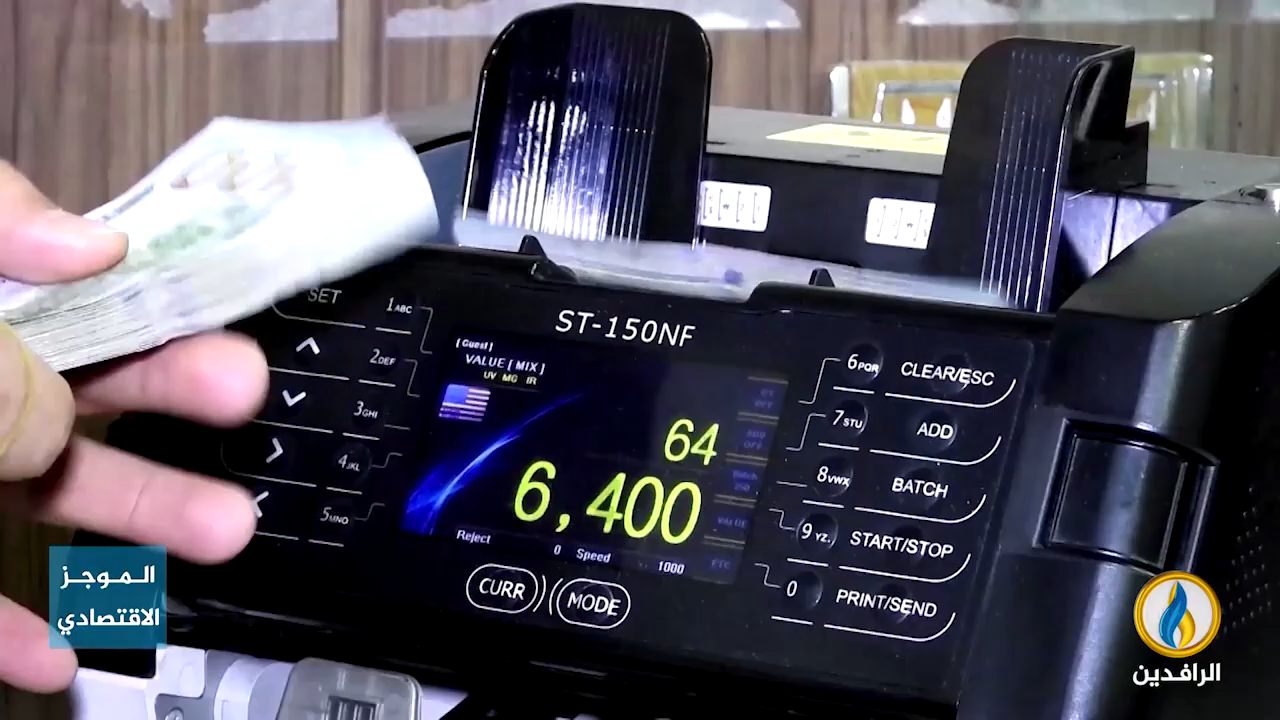 SET
1ABC
2DEF
3GHI
4JKL
5MNO
ST-150NF
[Guest]
VALUE [MIX]
UV MG IR
64
6,400
Reject
0
Speed
1000
CURR
MODE
6PQR
CLEAR/ESC
7STU
ADD
8VWX
BATCH
9YZ.
START/STOP
0
PRINT/SEND
الموجز
الاقتصادي
الرافدين